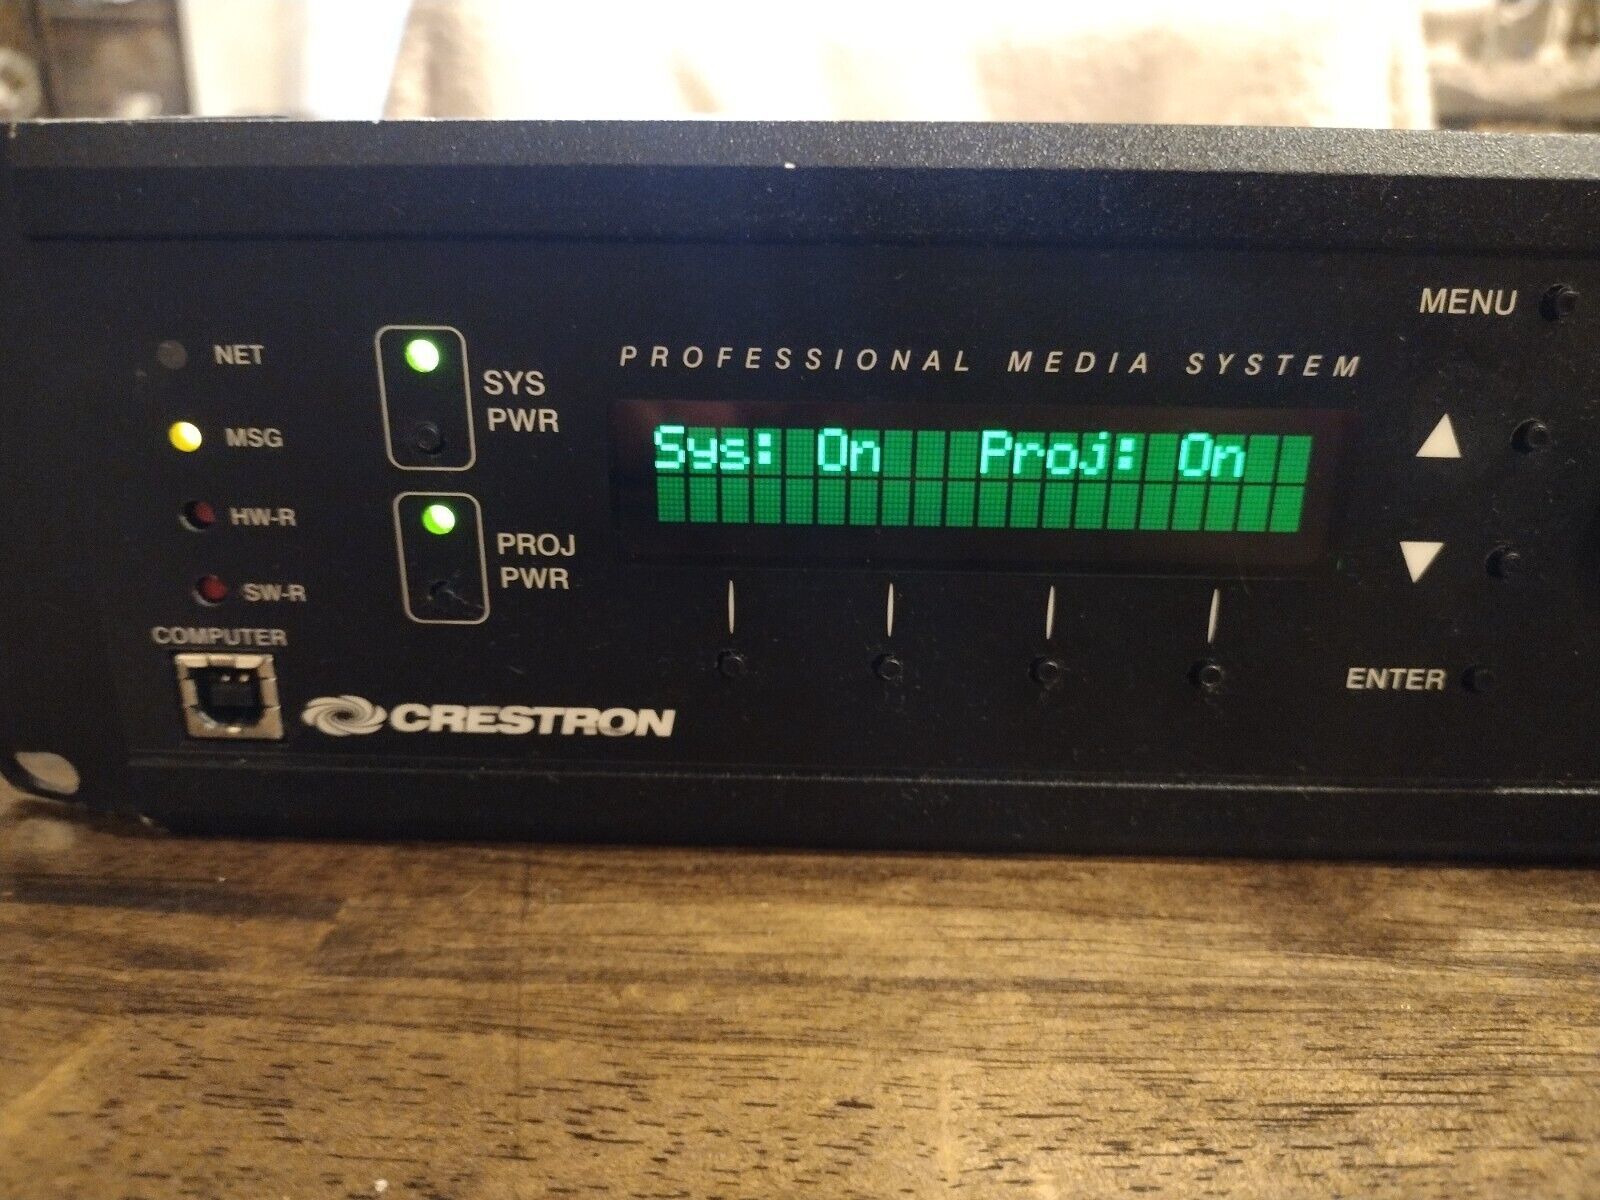 MENU
NET
SYS
PWR
PROFESSIONAL MEDIA SYSTEM
MSG
Sys: On Proj: On
HW-R
PROJ
PWR
SW-R
COMPUTER
ENTER
CRESTRON